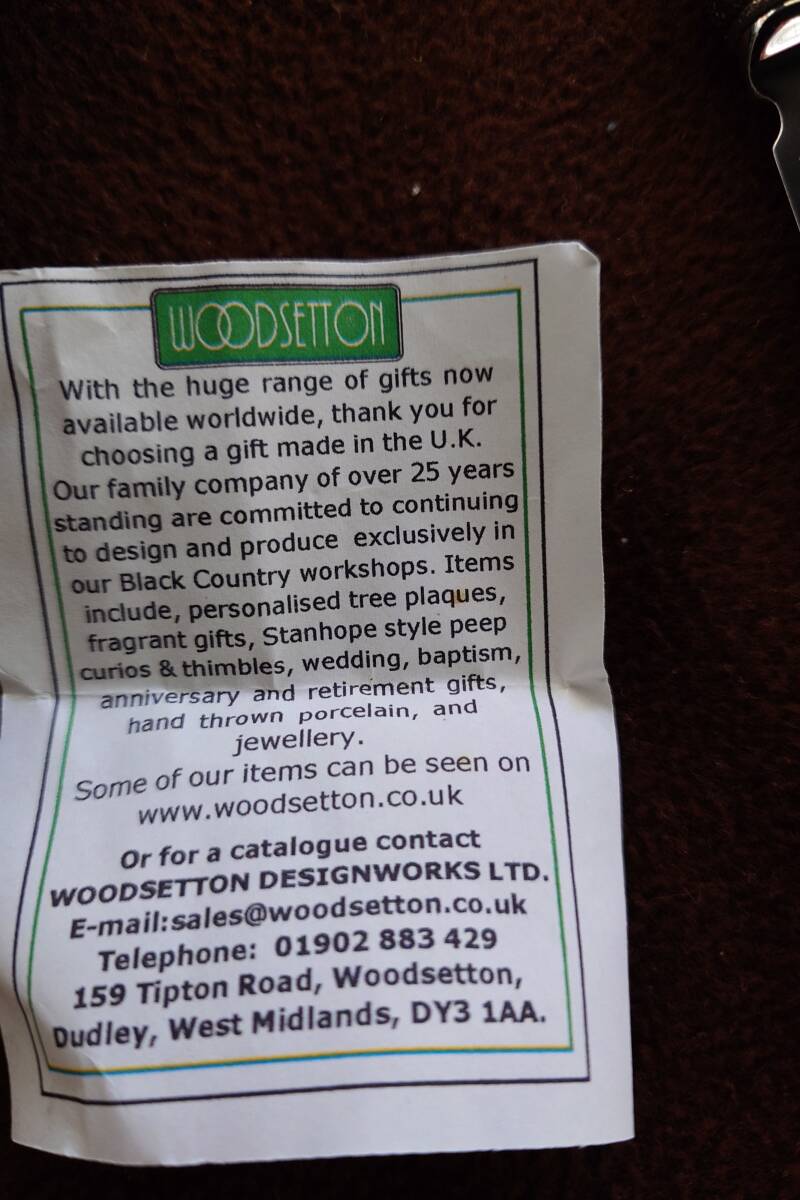 WOODSETTON
With the huge range of gifts now
available worldwide, thank you for
choosing a gift made in the U.K.
Our family company of over 25 years
standing are committed to continuing
to design and produce exclusively in
our Black Country workshops. Items
include, personalised tree plaques,
fragrant gifts, Stanhope style peep
curios & thimbles, wedding, baptism,
anniversary and retirement gifts,
hand thrown porcelain, and
jewellery.
Some of our items can be seen on
www.woodsetton.co.uk
Or for a catalogue contact
WOODSETTON DESIGNWORKS LTD.
E-mail:sales@woodsetton.co.uk
Telephone: 01902 883 429
159 Tipton Road, Woodsetton,
Dudley, West Midlands, DY3 1AA.